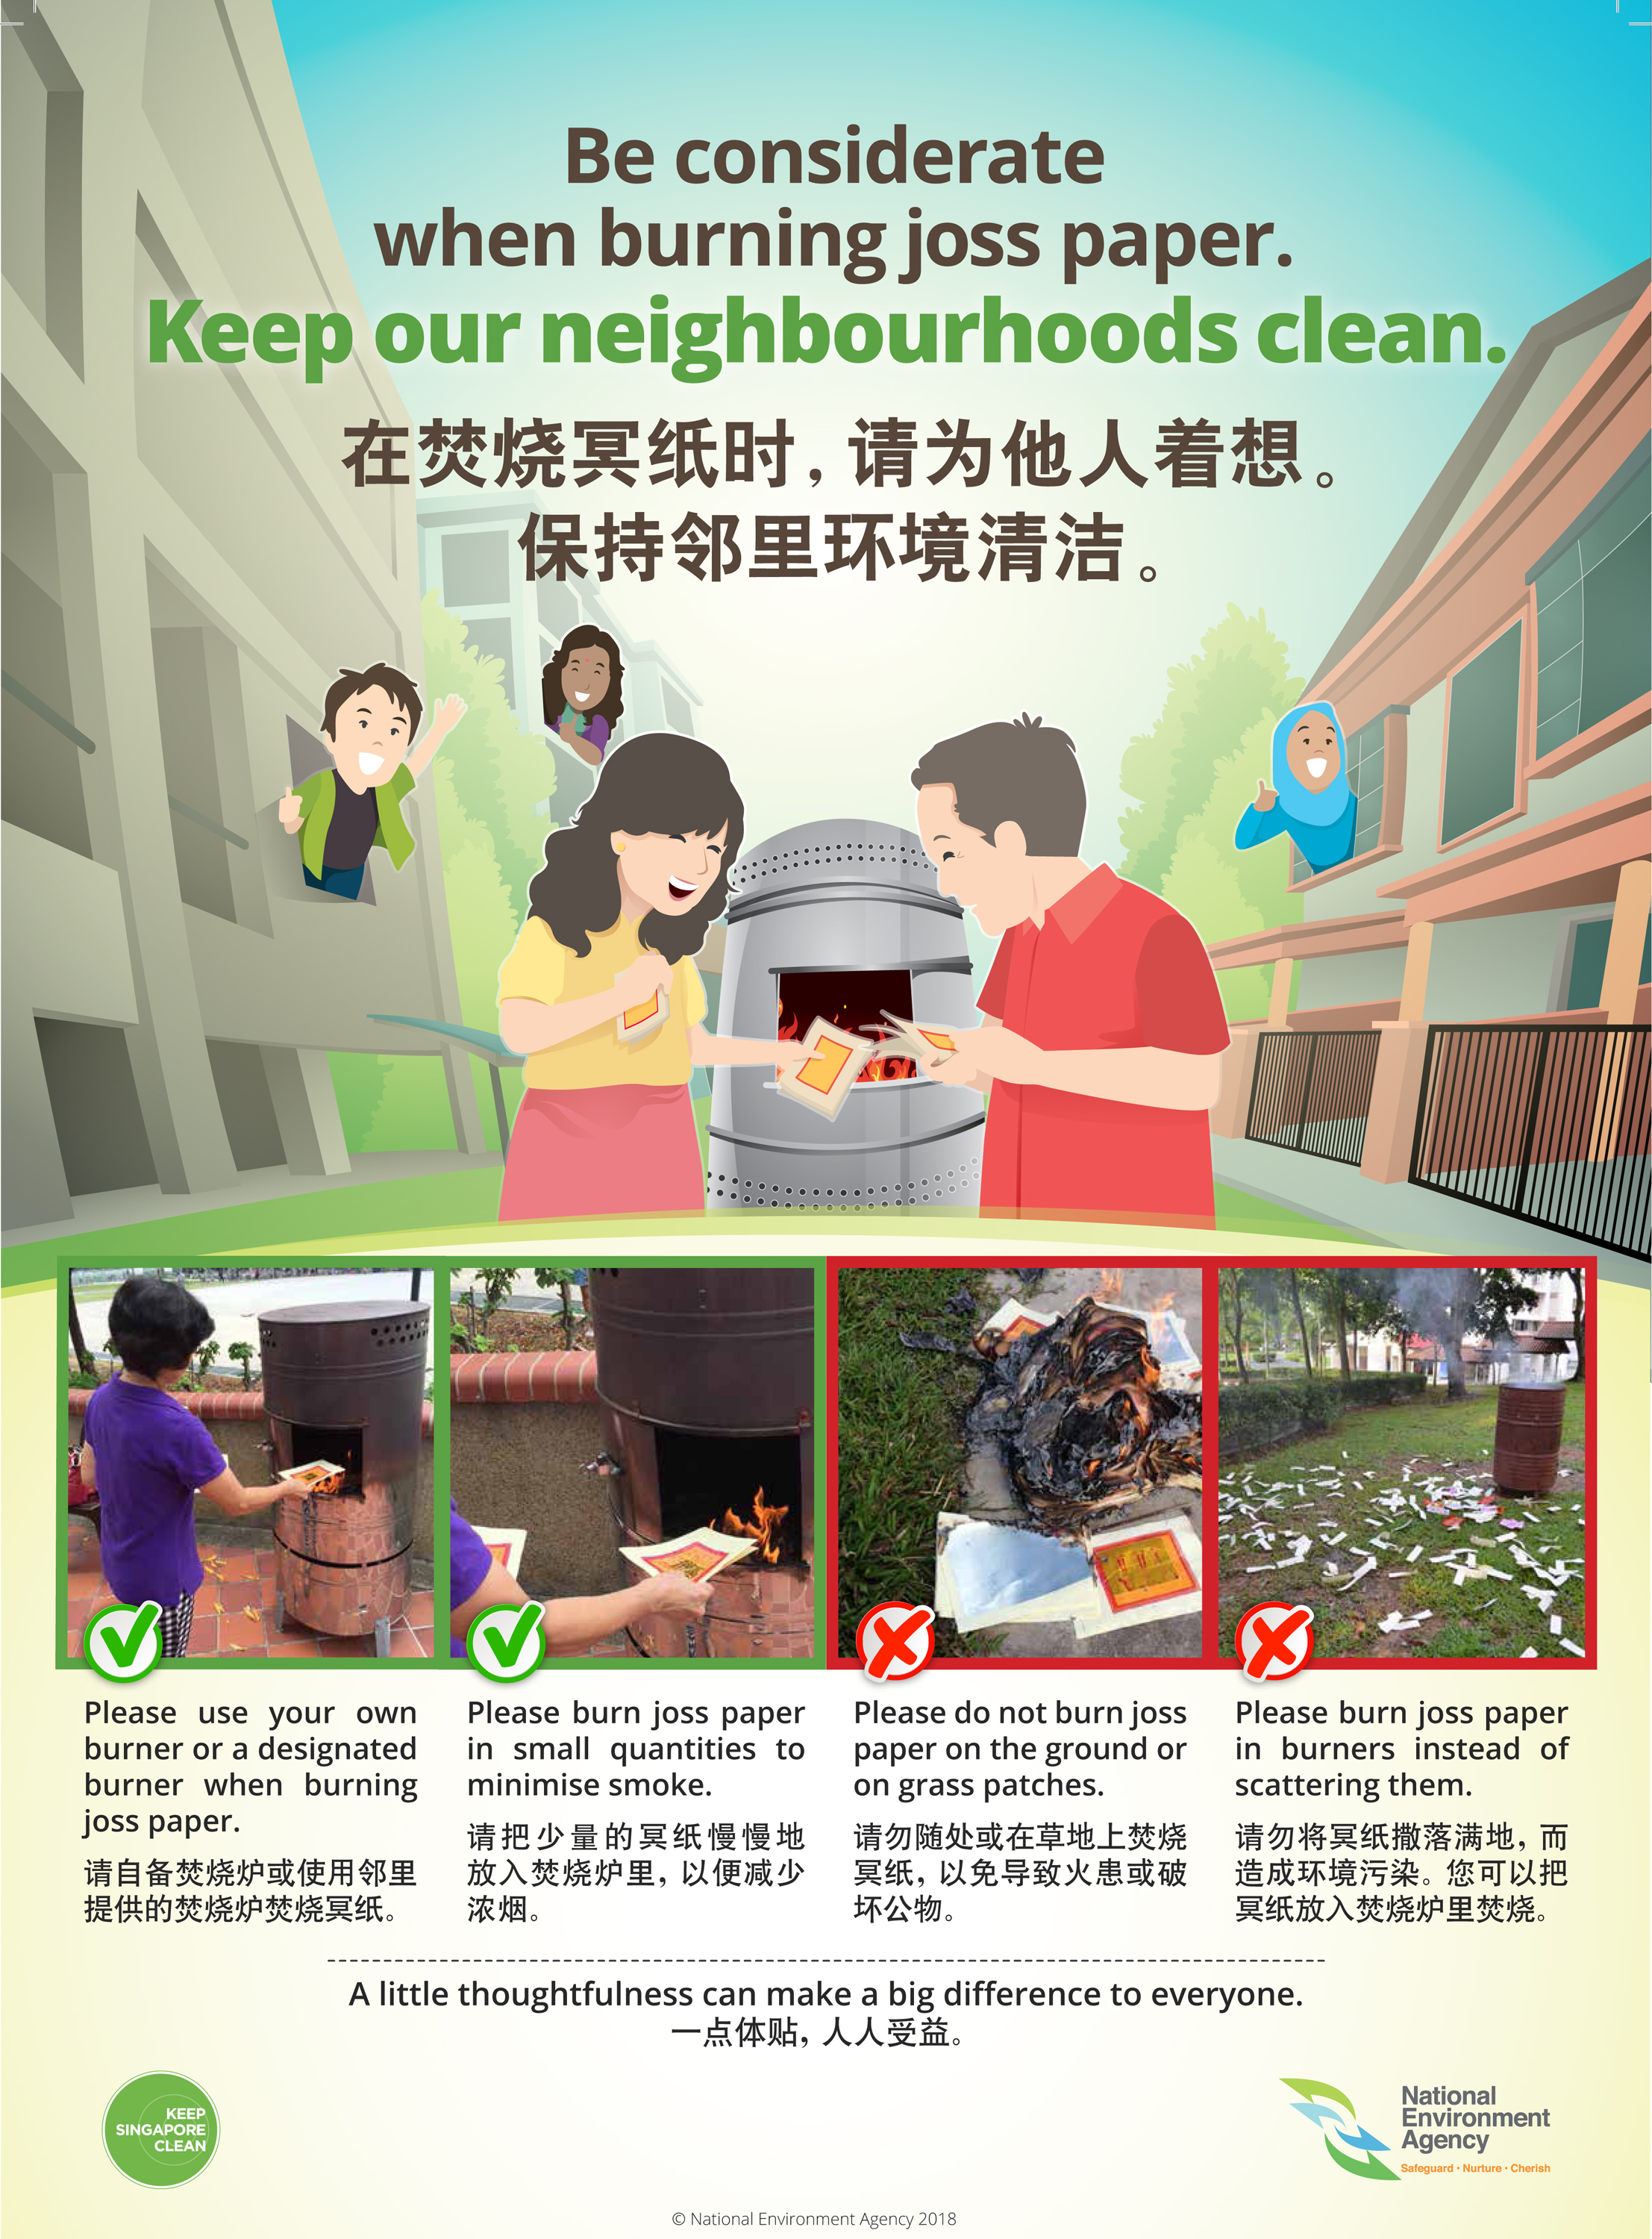 Be considerate
when burning joss paper.
Keep our neighbourhoods clean.
在焚烧冥纸时，请为他人着想。
保持邻里环境清洁。
Please use your own
burner or a designated
burner when burning
joss paper.
请自备焚烧炉或使用邻里
提供的焚烧炉焚烧冥纸。
Please burn joss paper
in small quantities to
minimise smoke.
请把少量的冥纸慢慢地
放入焚烧炉里，以便减少
浓烟。
Please do not burn joss
paper on the ground or
on grass patches.
请勿随处或在草地上焚烧
冥纸，以免导致火患或破
坏公物。
Please burn joss paper
in burners instead of
scattering them.
请勿将冥纸撒落满地，而
造成环境污染。您可以把
冥纸放入焚烧炉里焚烧。
A little thoughtfulness can make a big difference to everyone.
一点体贴，人人受益。
KEEP
SINGAPORE
CLEAN
National
Environment
Agency
Safeguard • Nurture • Cherish
© National Environment Agency 2018